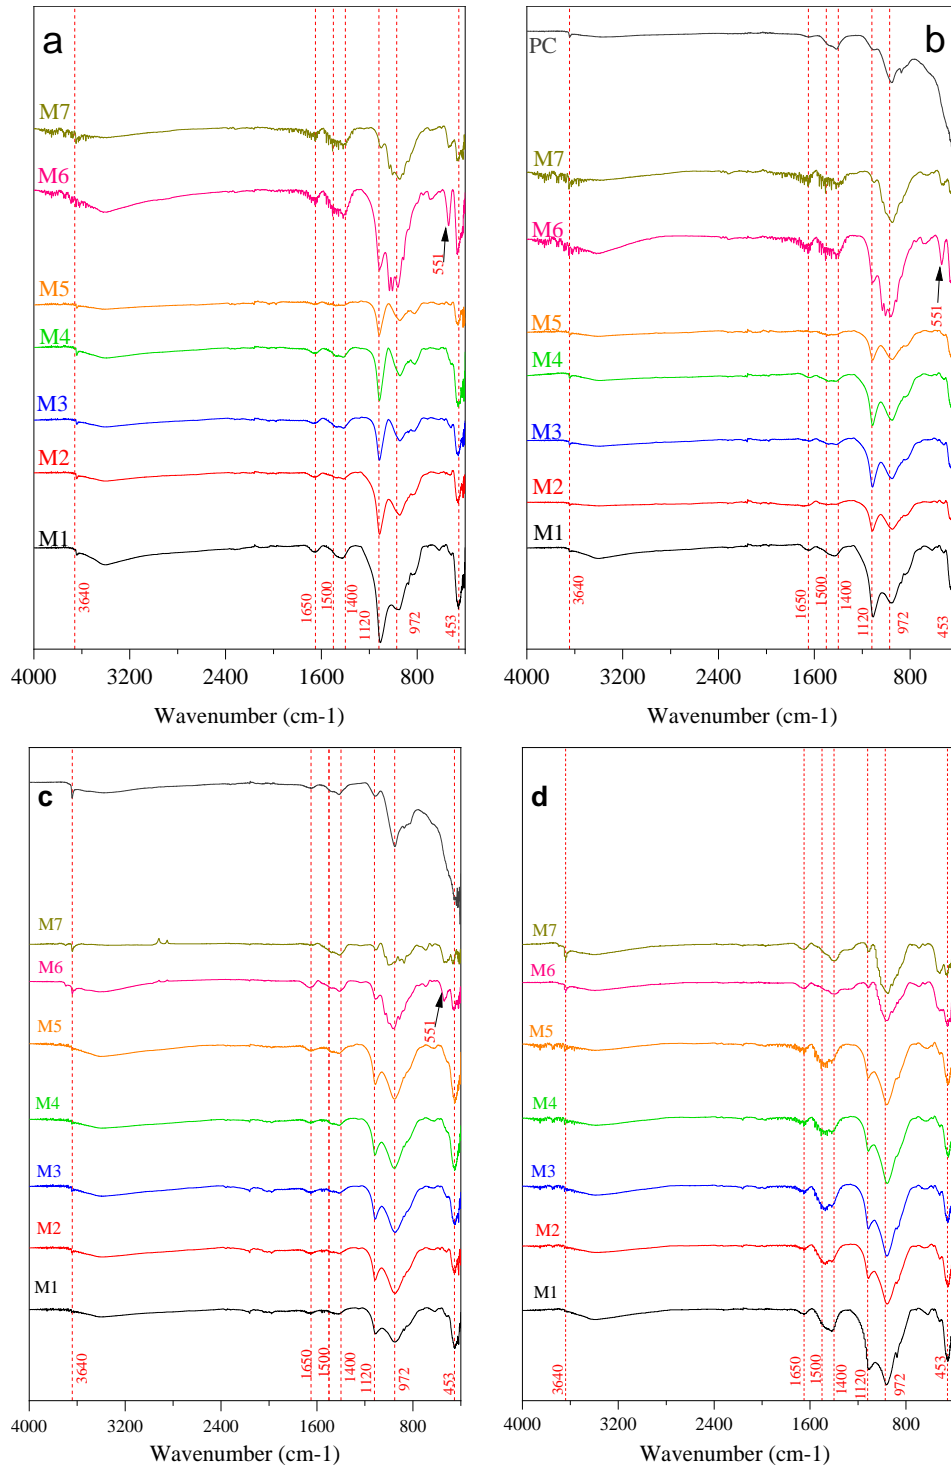 a
M7
M6
551
M5
M4
M3
M2
M1
3640
1650
1500
1400
1120
972
453
4000 3200 2400 1600 800
Wavenumber (cm-1)
b
PC
M7
M6
551
M5
M4
M3
M2
M1
3640
1650
1500
1400
1120
972
453
4000 3200 2400 1600 800
Wavenumber (cm-1)
c
M7
M6
551
M5
M4
M3
M2
M1
3640
1650
1500
1400
1120
972
453
4000 3200 2400 1600 800
Wavenumber (cm-1)
d
M7
M6
M5
M4
M3
M2
M1
3640
1650
1500
1400
1120
972
453
4000 3200 2400 1600 800
Wavenumber (cm-1)